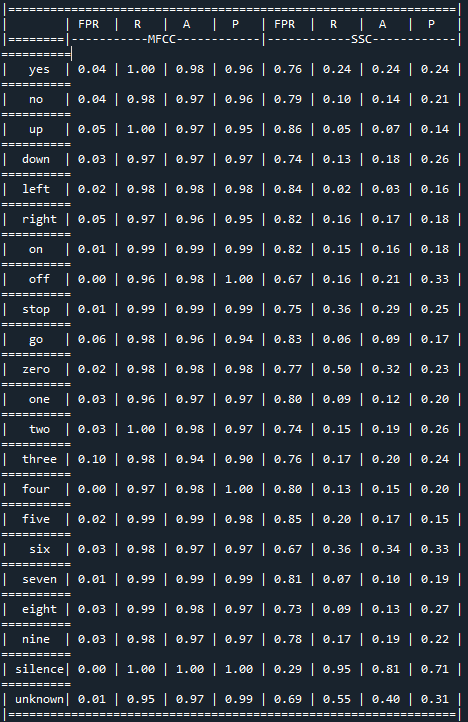 |============================================================|
|        | FPR  |  R   |  A   |  P   | FPR  |  R   |  A   |  P   |
|========|-----------MFCC------------|-----------SSC-----------|
==========
|   yes  | 0.04 | 1.00 | 0.98 | 0.96 | 0.76 | 0.24 | 0.24 | 0.24 |
==========
|   no   | 0.04 | 0.98 | 0.97 | 0.96 | 0.79 | 0.10 | 0.14 | 0.21 |
==========
|   up   | 0.05 | 1.00 | 0.97 | 0.95 | 0.86 | 0.05 | 0.07 | 0.14 |
==========
|  down  | 0.03 | 0.97 | 0.97 | 0.97 | 0.74 | 0.13 | 0.18 | 0.26 |
==========
|  left  | 0.02 | 0.98 | 0.98 | 0.98 | 0.84 | 0.02 | 0.03 | 0.16 |
==========
|  right | 0.05 | 0.97 | 0.96 | 0.95 | 0.82 | 0.16 | 0.17 | 0.18 |
==========
|   on   | 0.01 | 0.99 | 0.99 | 0.99 | 0.82 | 0.15 | 0.16 | 0.18 |
==========
|   off  | 0.00 | 0.96 | 0.98 | 1.00 | 0.67 | 0.16 | 0.21 | 0.33 |
==========
|  stop  | 0.01 | 0.99 | 0.99 | 0.99 | 0.75 | 0.36 | 0.29 | 0.25 |
==========
|   go   | 0.06 | 0.98 | 0.96 | 0.94 | 0.83 | 0.06 | 0.09 | 0.17 |
==========
|  zero  | 0.02 | 0.98 | 0.98 | 0.98 | 0.77 | 0.50 | 0.32 | 0.23 |
==========
|   one  | 0.03 | 0.96 | 0.97 | 0.97 | 0.80 | 0.09 | 0.12 | 0.20 |
==========
|   two  | 0.03 | 1.00 | 0.98 | 0.97 | 0.74 | 0.15 | 0.19 | 0.26 |
==========
|  three | 0.10 | 0.98 | 0.94 | 0.90 | 0.76 | 0.17 | 0.20 | 0.24 |
==========
|  four  | 0.00 | 0.97 | 0.98 | 1.00 | 0.80 | 0.13 | 0.15 | 0.20 |
==========
|  five  | 0.02 | 0.99 | 0.99 | 0.98 | 0.85 | 0.20 | 0.17 | 0.15 |
==========
|   six  | 0.03 | 0.98 | 0.97 | 0.97 | 0.67 | 0.36 | 0.34 | 0.33 |
==========
|  seven | 0.01 | 0.99 | 0.99 | 0.99 | 0.81 | 0.07 | 0.10 | 0.19 |
==========
|  eight | 0.03 | 0.99 | 0.98 | 0.97 | 0.73 | 0.09 | 0.13 | 0.27 |
==========
|  nine  | 0.03 | 0.98 | 0.97 | 0.97 | 0.78 | 0.17 | 0.19 | 0.22 |
==========
| silence| 0.00 | 1.00 | 1.00 | 1.00 | 0.29 | 0.95 | 0.81 | 0.71 |
==========
| unknown| 0.01 | 0.95 | 0.97 | 0.99 | 0.69 | 0.55 | 0.40 | 0.31 |
|============================================================|